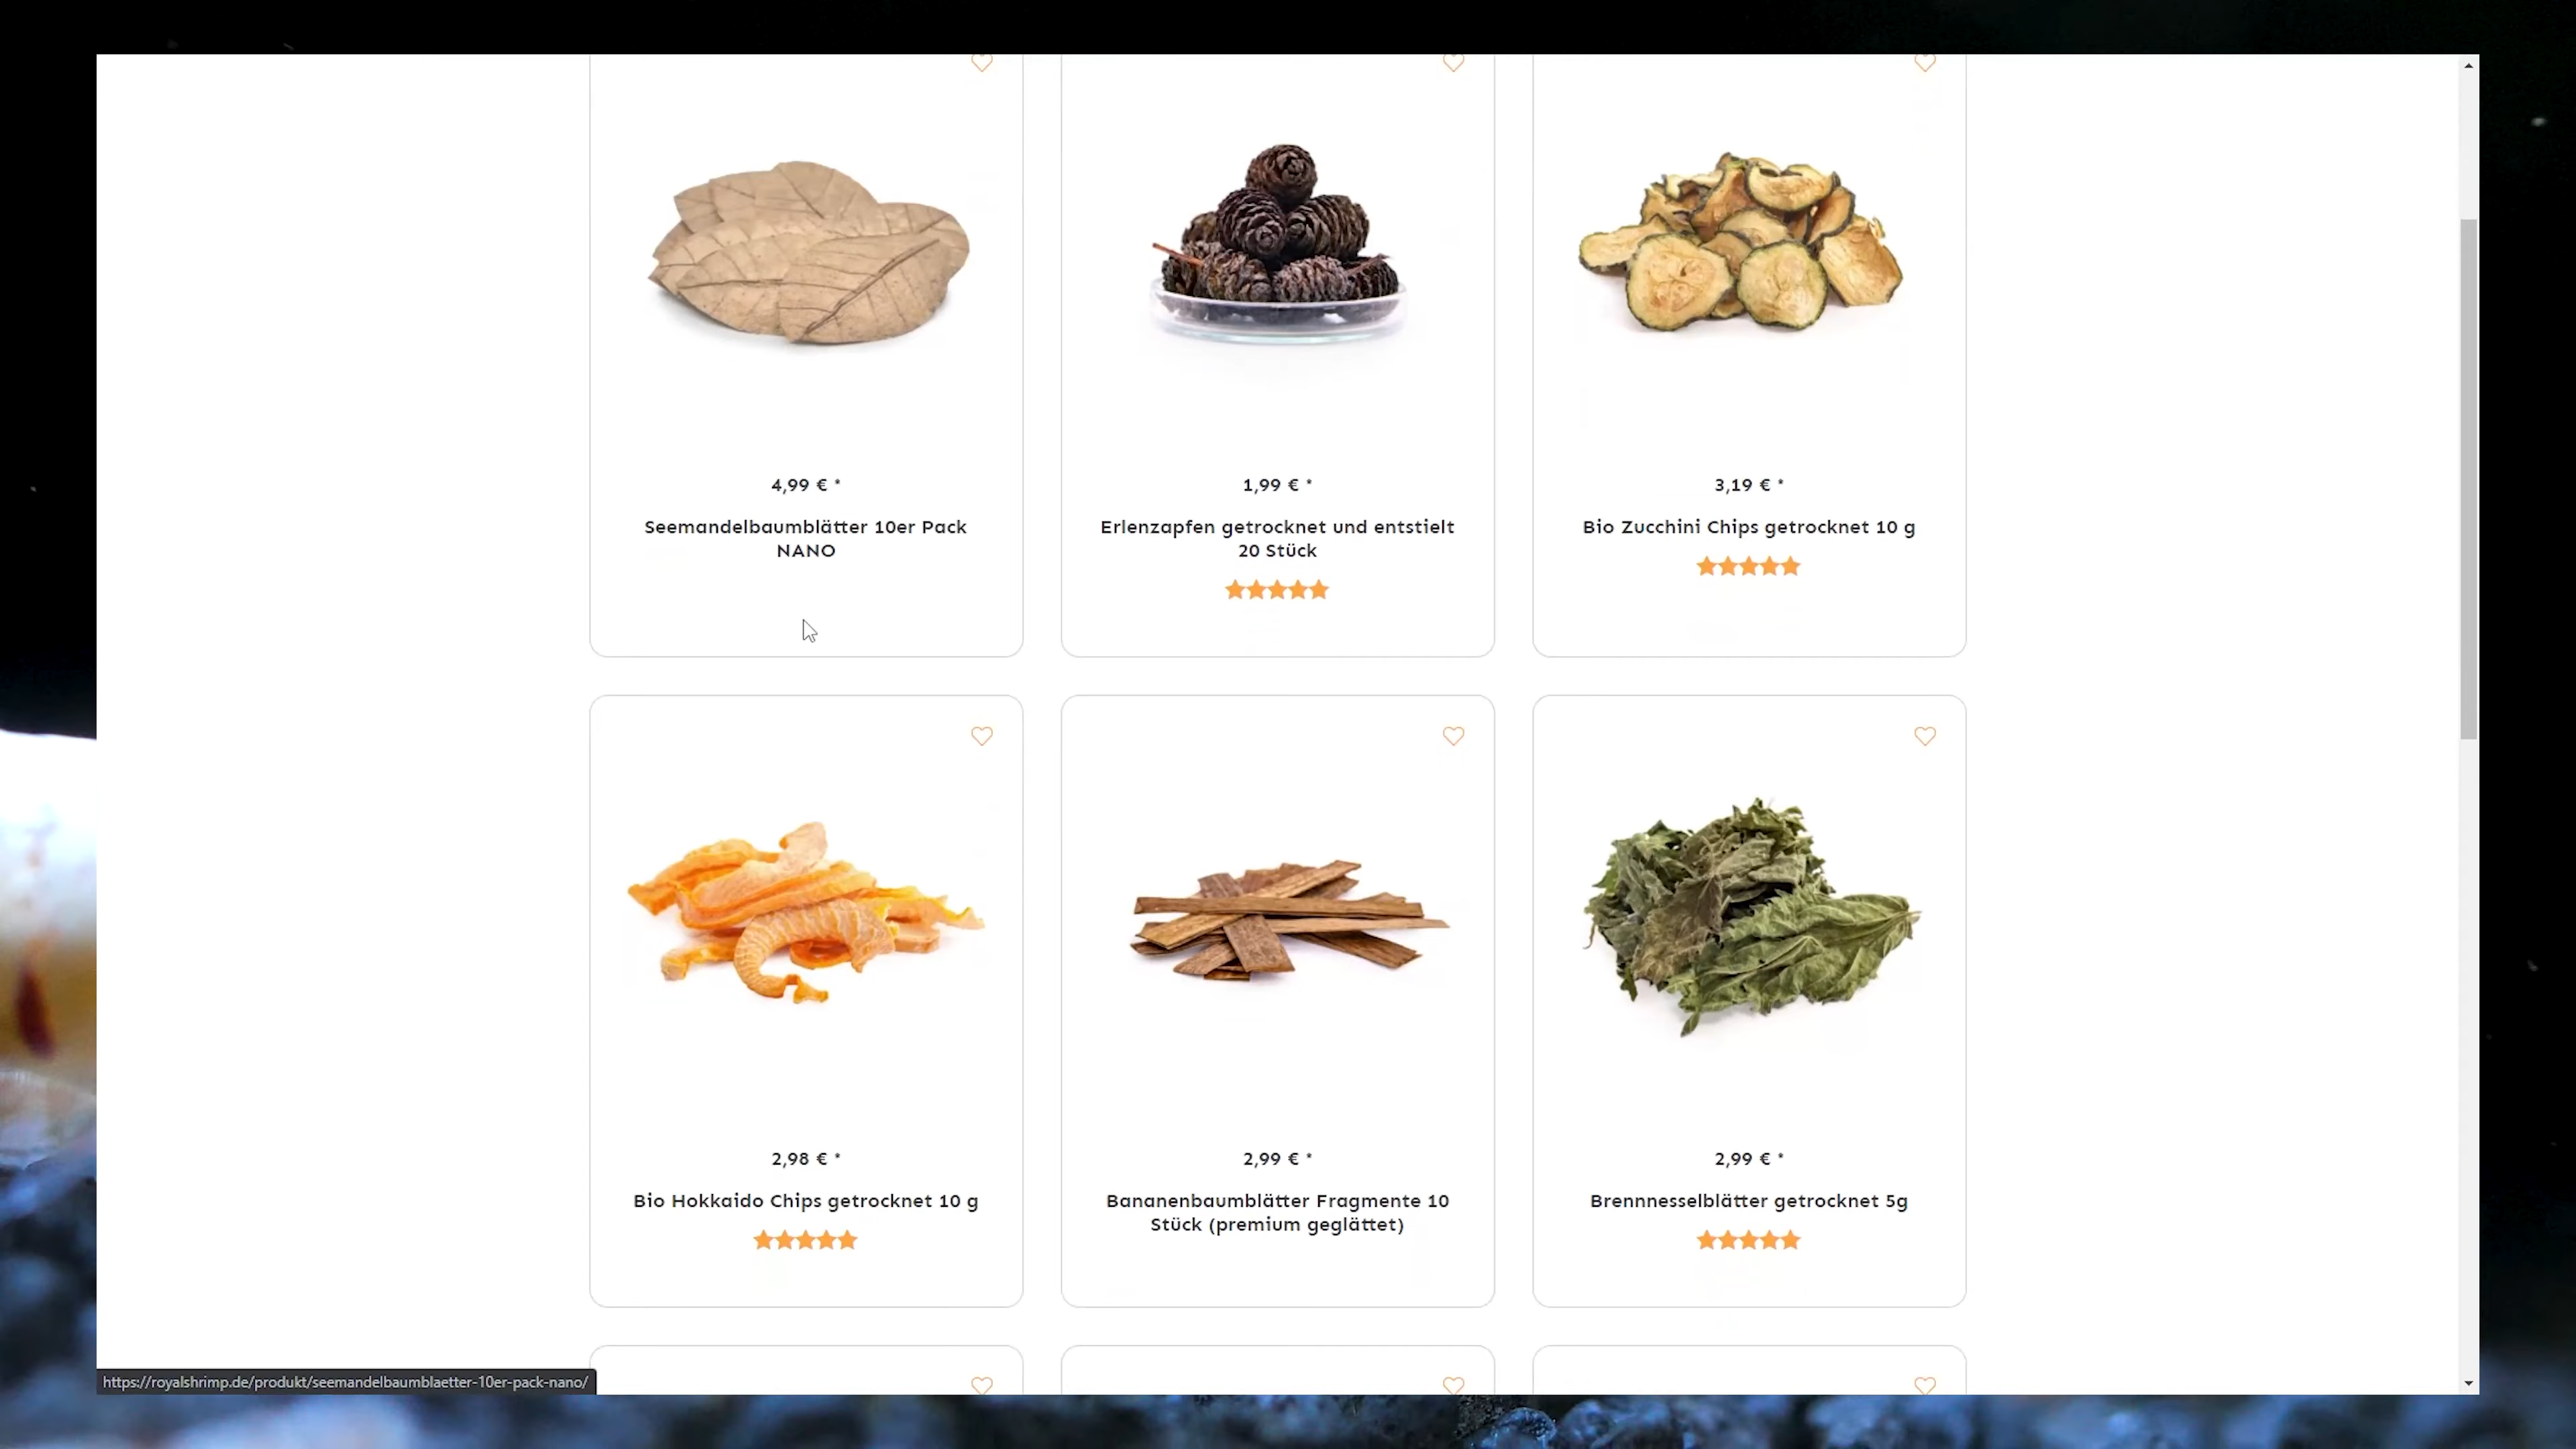 4,99 € *
Seemandelbaumblätter 10er Pack
NANO
1,99 € *
Erlenzapfen getrocknet und entstielt
20 Stück
3,19 € *
Bio Zucchini Chips getrocknet 10 g
2,98 € *
Bio Hokkaido Chips getrocknet 10 g
2,99 € *
Bananenbaumblätter Fragmente 10
Stück (premium geglättet)
2,99 € *
Brennnesselblätter getrocknet 5g
https://royalshrimp.de/produkt/seemandelbaumblaetter-10er-pack-nano/